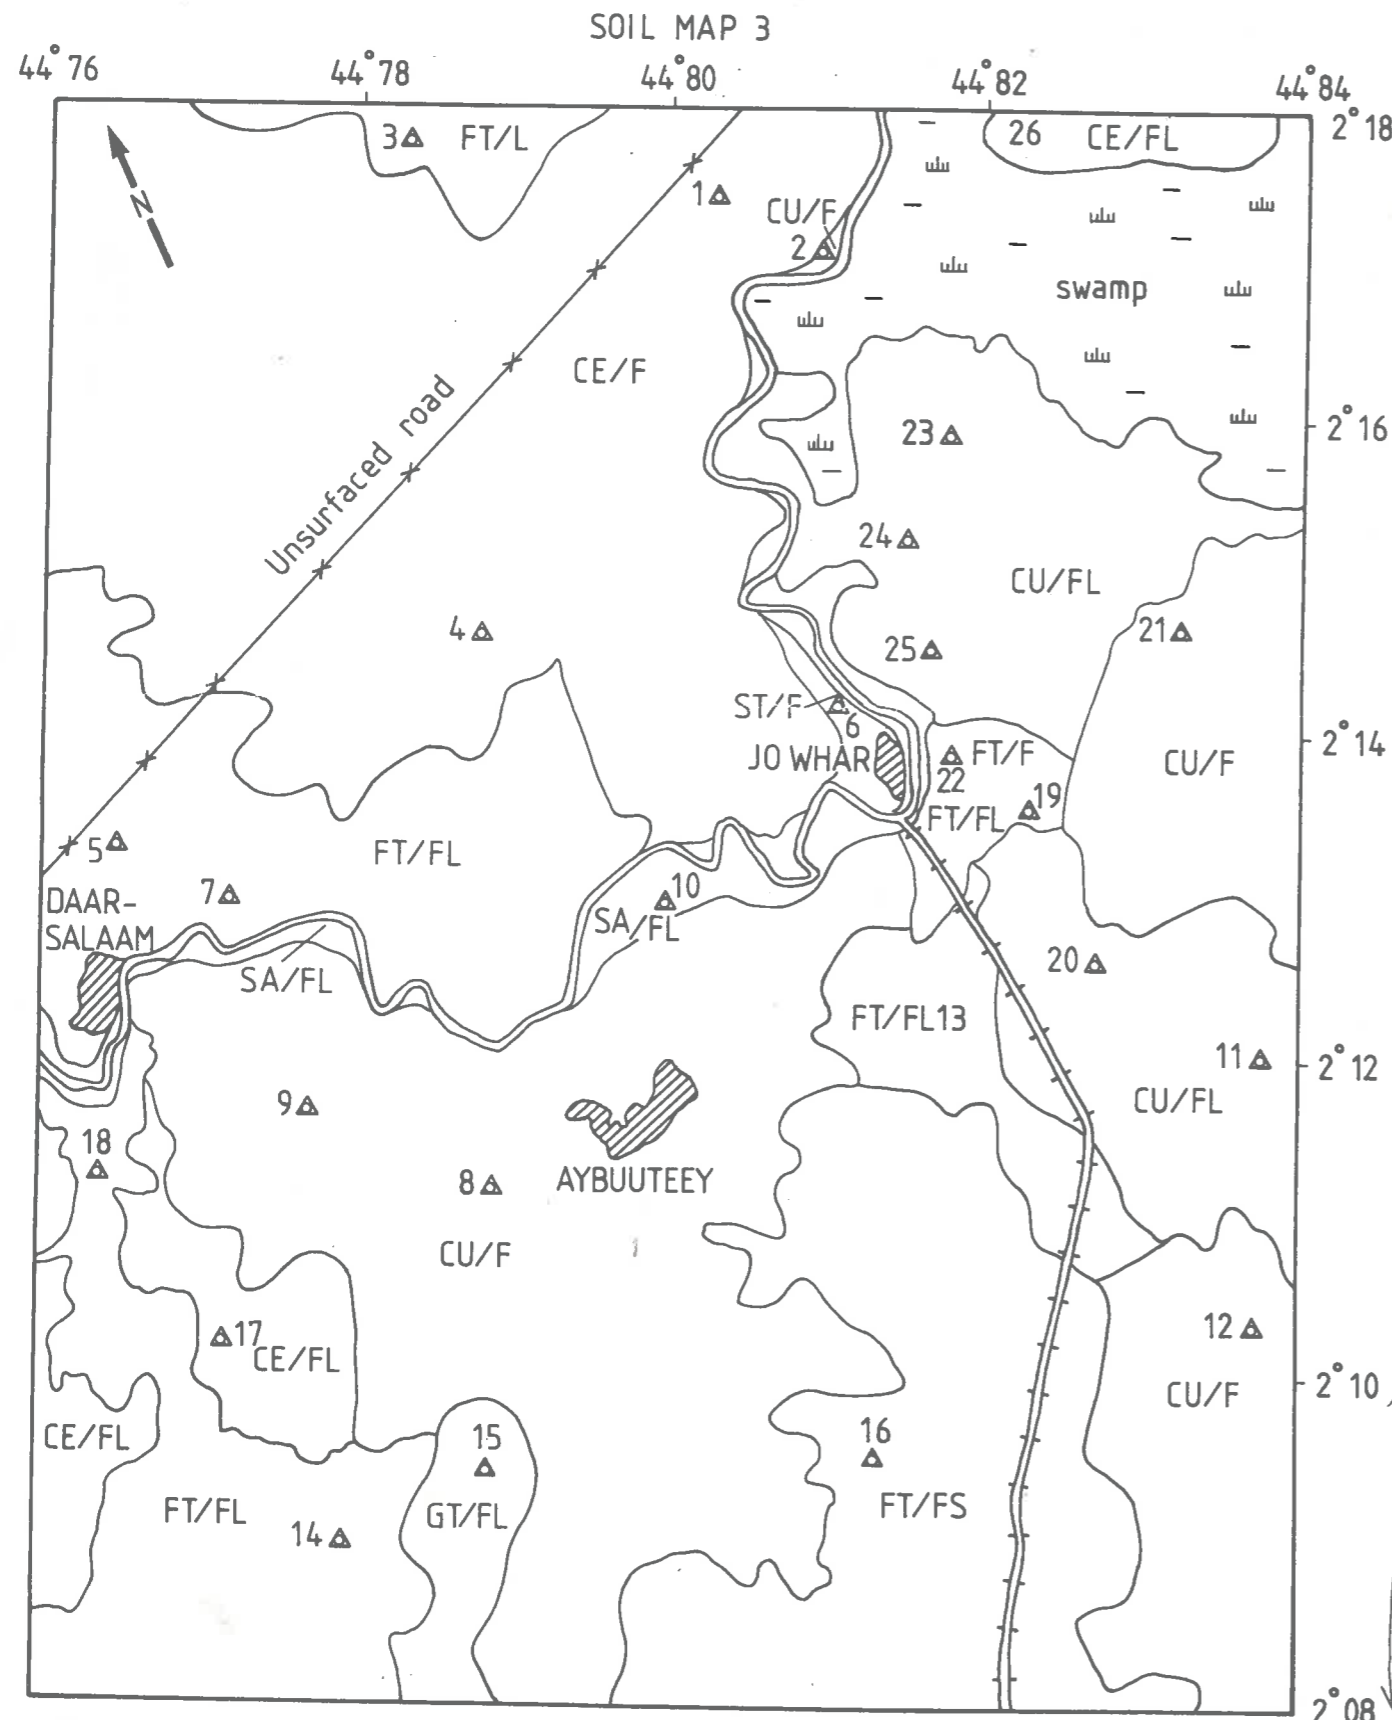 SOIL MAP 3
44°76 44°78 44°80 44°82 44°84
2°18
3 FT/L
26 CE/FL
N
1
CU/F
2
swamp
CE/F
Unsurfaced road
23
2°16
24
CU/FL
4
21
25
ST/F
6
JOWHAR
22
FT/F
2°14
CU/F
19
FT/FL
5
FT/FL
7
10
DAAR-
SALAAM
SA/FL
SA/FL
20
FT/FL13
11
2°12
9
CU/FL
18
8
AYBUUTEEY
CU/F
17
CE/FL
12
2°10
CU/F
CE/FL
15
16
FT/FL
14
GT/FL
FT/FS
2°08